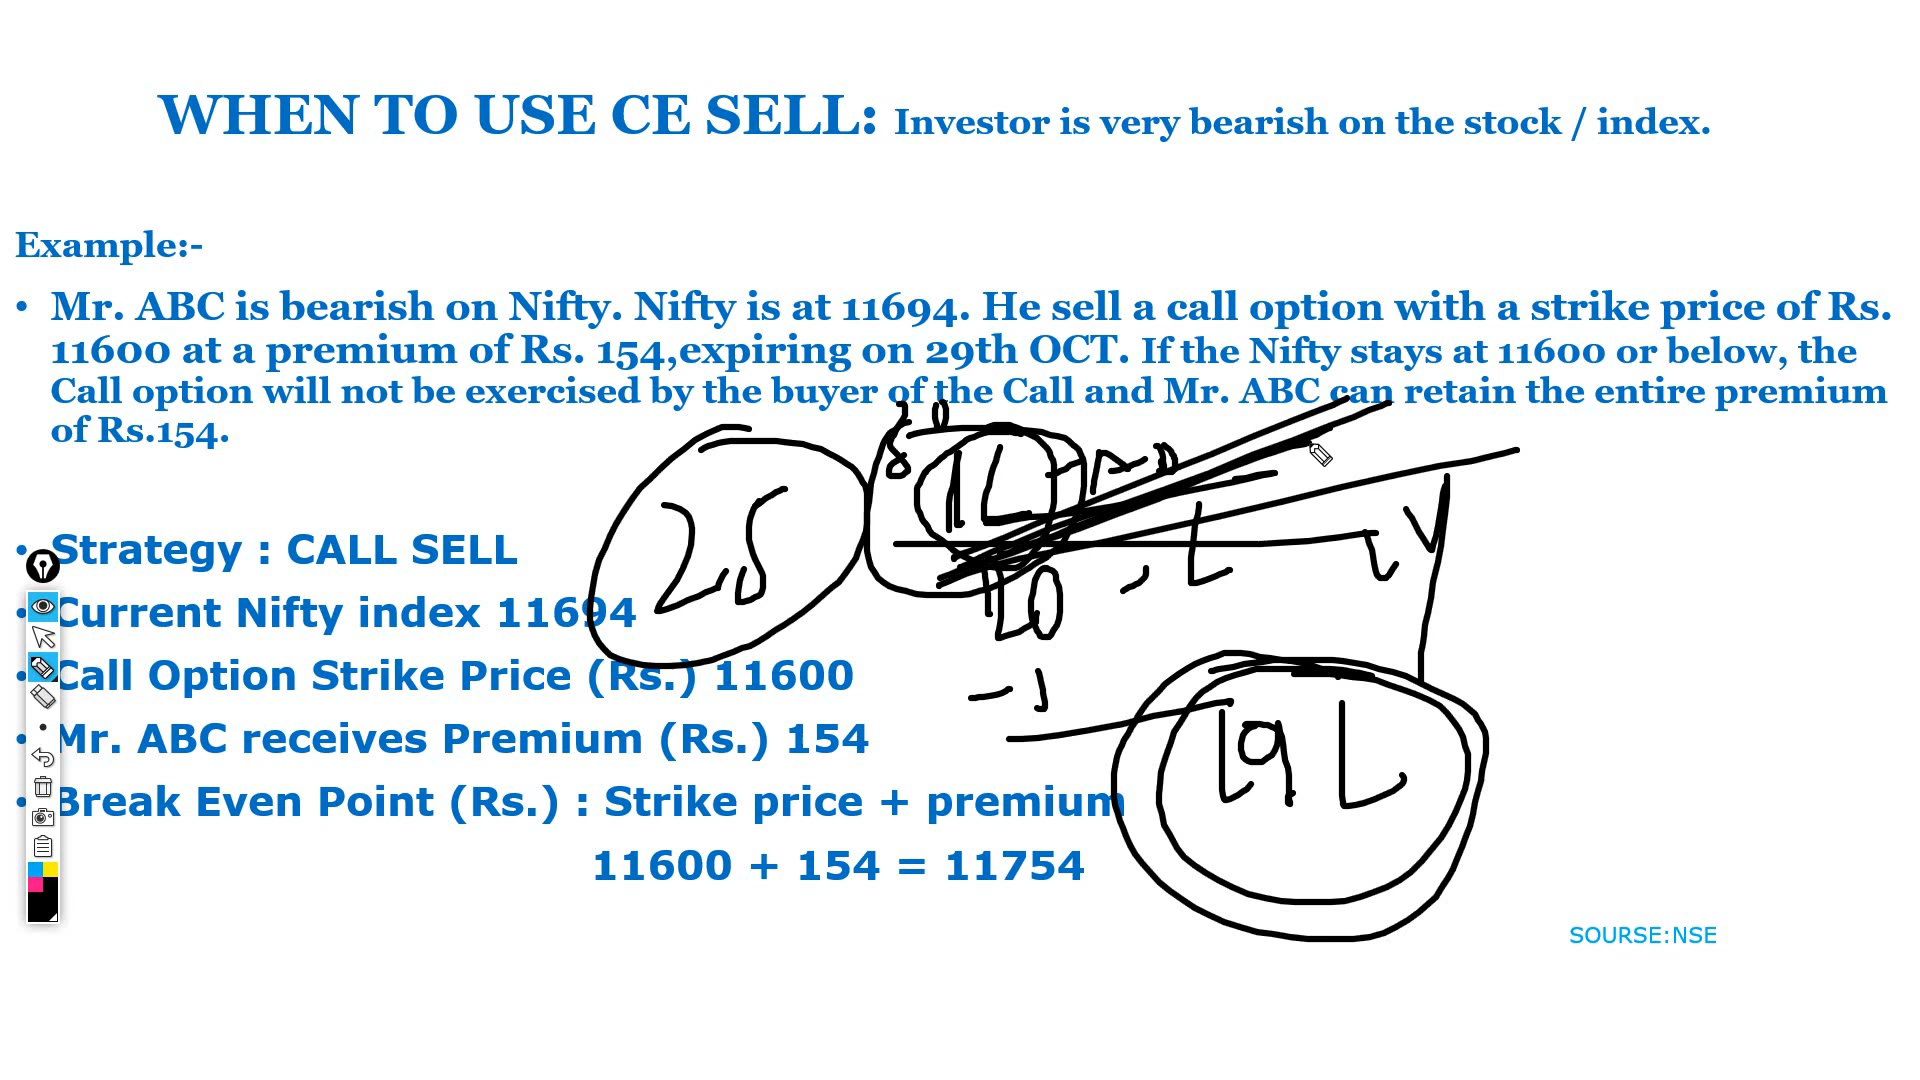 WHEN TO USE CE SELL: Investor is very bearish on the stock / index.
Example:-
• Mr. ABC is bearish on Nifty. Nifty is at 11694. He sell a call option with a strike price of Rs.
11600 at a premium of Rs. 154,expiring on 29th OCT. If the Nifty stays at 11600 or below, the
Call option will not be exercised by the buyer of the Call and Mr. ABC can retain the entire premium
of Rs.154.
• Strategy : CALL SELL
• Current Nifty index 11694
• Call Option Strike Price (Rs.) 11600
• Mr. ABC receives Premium (Rs.) 154
• Break Even Point (Rs.) : Strike price + premium
11600 + 154 = 11754
25
1L
19L
SOURSE:NSE